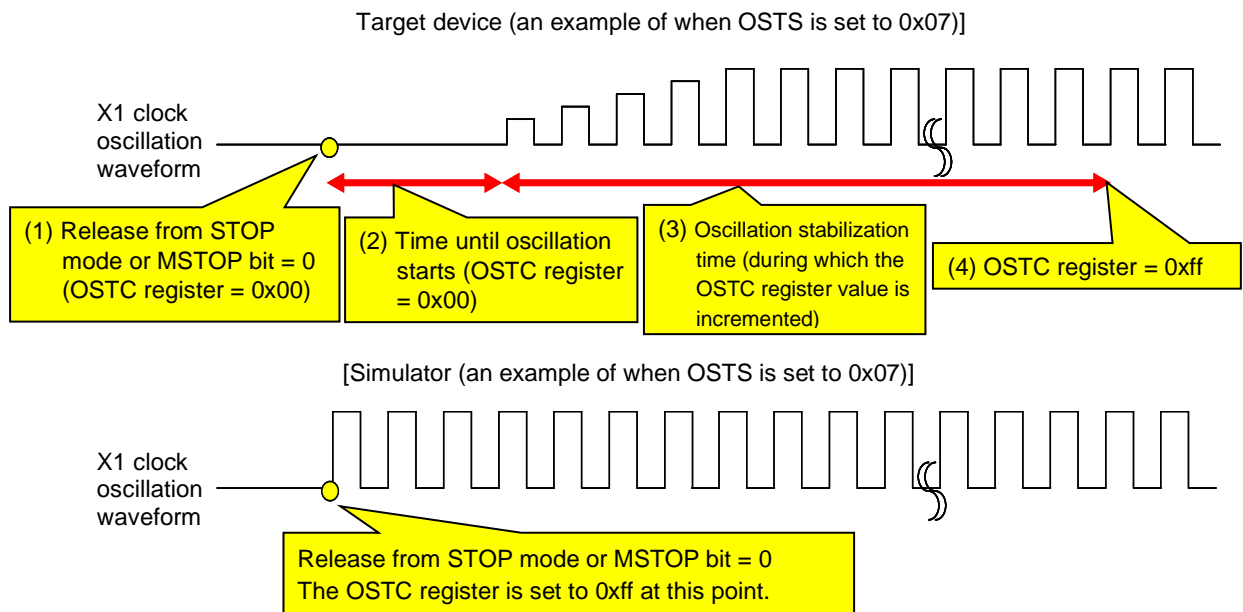 Target device (an example of when OSTS is set to 0x07)]
X1 clock
oscillation
waveform
(1) Release from STOP
mode or MSTOP bit = 0
(OSTC register = 0x00)
(2) Time until oscillation
starts (OSTC register
= 0x00)
(3) Oscillation stabilization
time (during which the
OSTC register value is
incremented)
(4) OSTC register = 0xff
[Simulator (an example of when OSTS is set to 0x07)]
X1 clock
oscillation
waveform
Release from STOP mode or MSTOP bit = 0
The OSTC register is set to 0xff at this point.